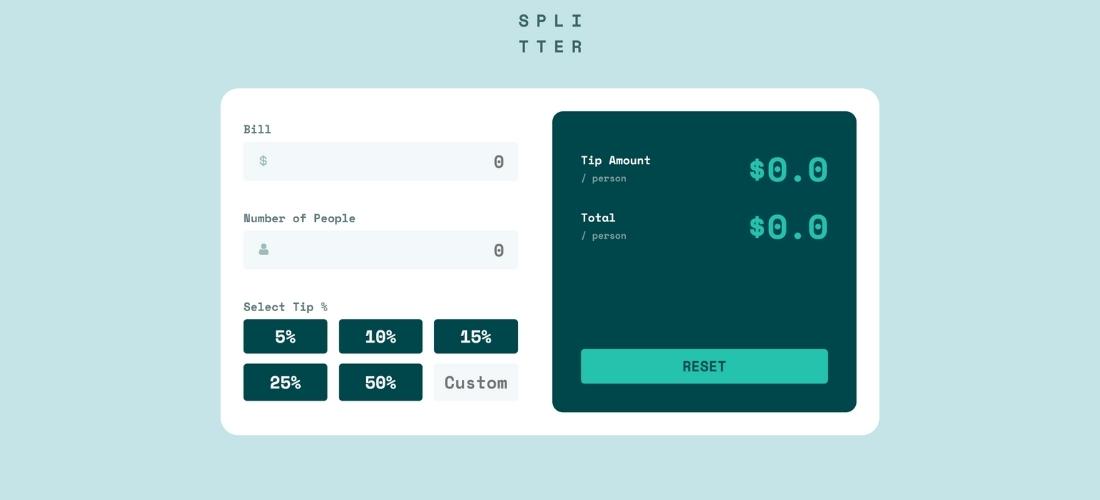 SPLI
TTER
Bill
$ 0
Number of People
0
Select Tip %
5% 10% 15%
25% 50% Custom
Tip Amount
/ person
$0.0
Total
/ person
$0.0
RESET